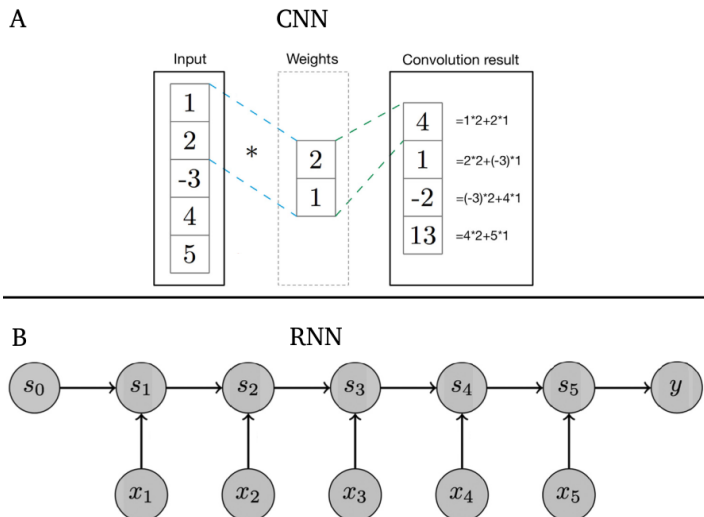 A CNN
Input Weights Convolution result
1
2
-3
4
5
*
2
1
4 =1*2+2*1
1 =2*2+(-3)*1
-2 =(-3)*2+4*1
13 =4*2+5*1
B RNN
s0 s1 s2 s3 s4 s5 y
x1 x2 x3 x4 x5